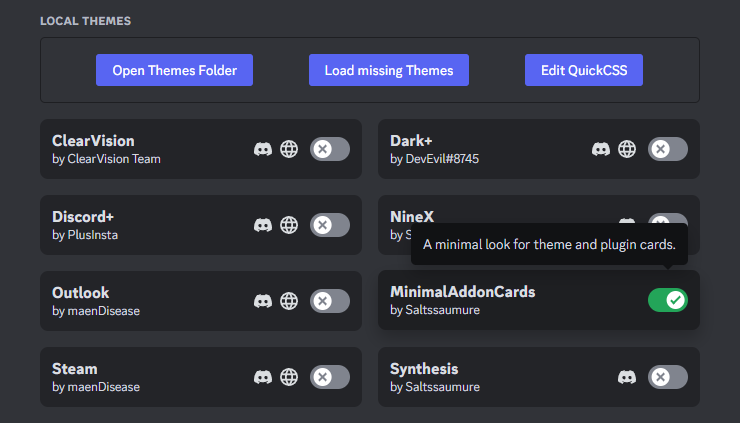 LOCAL THEMES
Open Themes Folder
Load missing Themes
Edit QuickCSS
ClearVision
by ClearVision Team
Dark+
by DevEvil#8745
Discord+
by PlusInsta
NineX
by S
A minimal look for theme and plugin cards.
Outlook
by maenDisease
MinimalAddonCards
by Saltssaumure
Steam
by maenDisease
Synthesis
by Saltssaumure